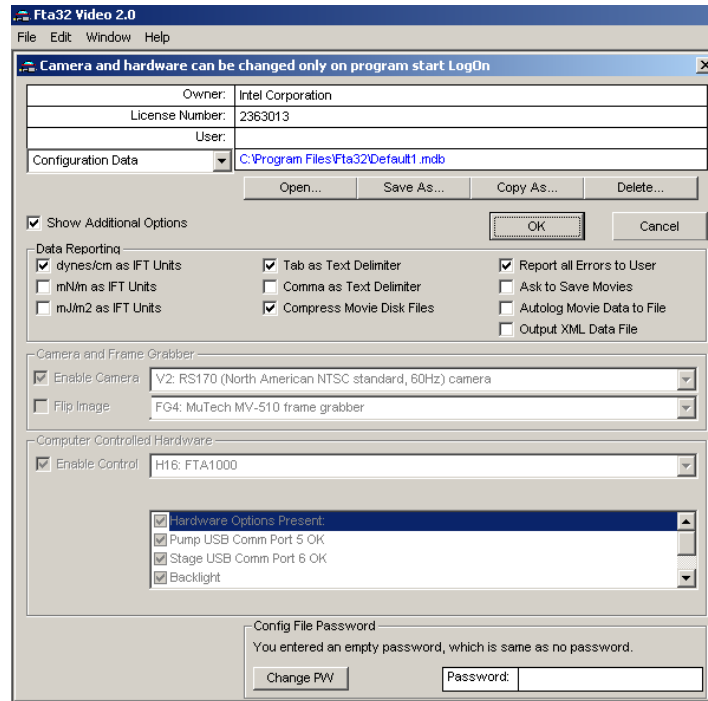 Fta32 Video 2.0
File Edit Window Help
Camera and hardware can be changed only on program start LogOn
Owner: Intel Corporation
License Number: 2363013
User:
Configuration Data C:\Program Files\Fta32\Default1.mdb
Open... Save As... Copy As... Delete...
Show Additional Options OK Cancel
Data Reporting
dynes/cm as IFT Units Tab as Text Delimiter Report all Errors to User
mN/m as IFT Units Comma as Text Delimiter Ask to Save Movies
mJ/m2 as IFT Units Compress Movie Disk Files Autolog Movie Data to File
Output XML Data File
Camera and Frame Grabber
Enable Camera V2: RS170 (North American NTSC standard, 60Hz) camera
Flip Image FG4: MuTech MV-510 frame grabber
Computer Controlled Hardware
Enable Control H16: FTA1000
Hardware Options Present:
Pump USB Comm Port 5 OK
Stage USB Comm Port 6 OK
Backlight
Config File Password
You entered an empty password, which is same as no password.
Change PW Password: